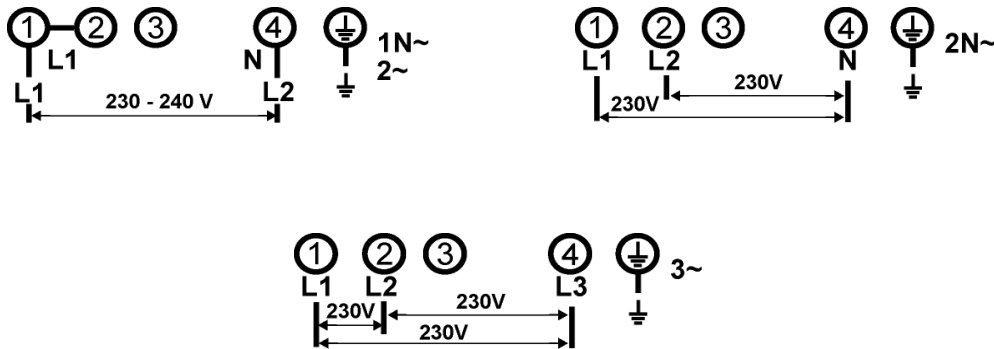 1 2 3 4 1N~
L1 N 2~
L1 L2
230 - 240 V
1 2 3 4 2N~
L1 L2 N
230V
230V
1 2 3 4 3~
L1 L2 L3
230V 230V
230V